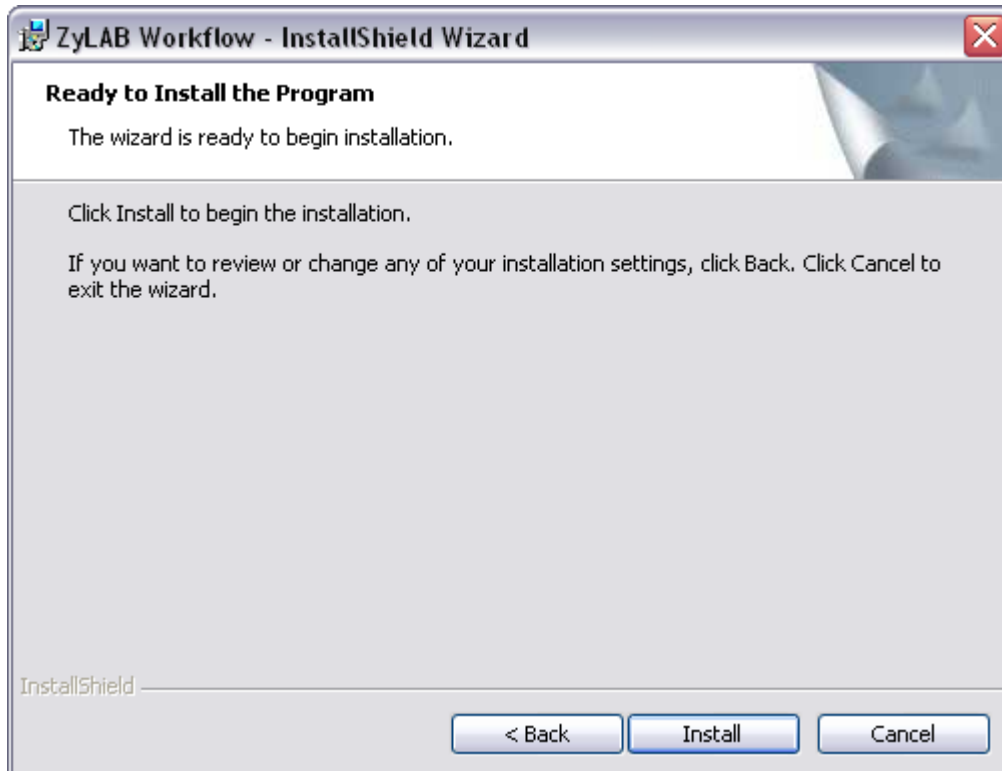 ZyLAB Workflow - InstallShield Wizard
Ready to Install the Program
The wizard is ready to begin installation.
Click Install to begin the installation.
If you want to review or change any of your installation settings, click Back. Click Cancel to
exit the wizard.
InstallShield
< Back
Install
Cancel